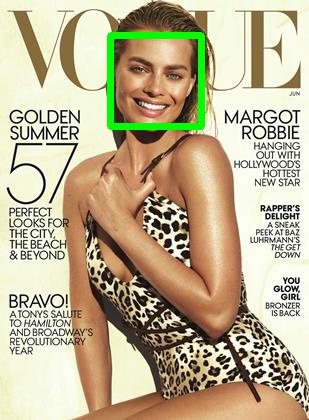 VOGUE
JUN
GOLDEN
SUMMER
57
PERFECT
LOOKS FOR
THE CITY,
THE BEACH
& BEYOND
BRAVO!
A TONYS SALUTE
TO HAMILTON
AND BROADWAY'S
REVOLUTIONARY
YEAR
MARGOT
ROBBIE
HANGING
OUT WITH
HOLLYWOOD'S
HOTTEST
NEW STAR
RAPPER'S
DELIGHT
A SNEAK
PEEK AT BAZ
LUHRMANN'S
THE GET
DOWN
YOU
GLOW,
GIRL
BRONZER
IS BACK